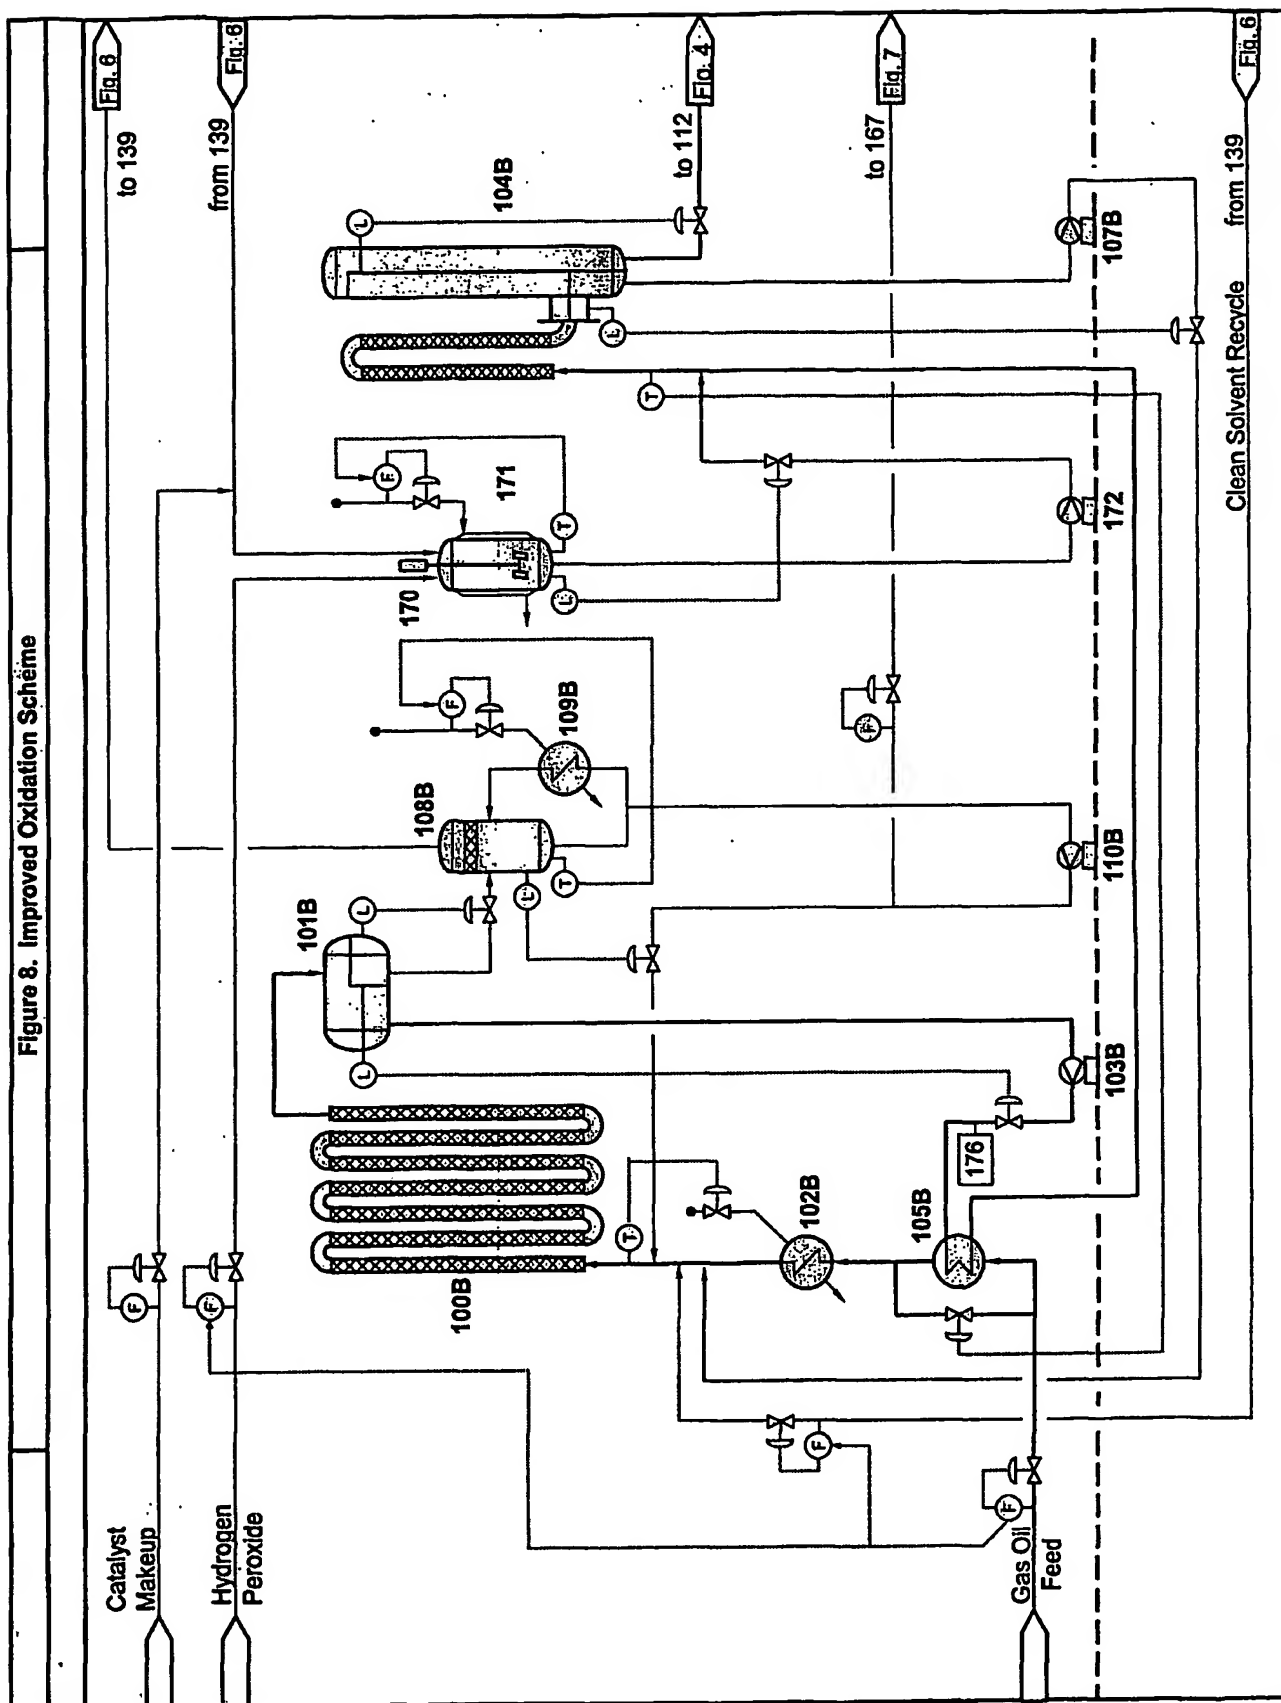 Figure 8. Improved Oxidation Scheme
Catalyst
Makeup
Hydrogen
Peroxide
Gas Oil
Feed
Fig. 6
to 139
Fig. 6
from 139
Fig. 4
to 112
Fig. 7
to 167
Fig. 6
Clean Solvent Recycle from 139
100B
101B
102B
103B
104B
105B
107B
108B
109B
110B
170
171
172
176
F
F
F
F
F
F
F
L
L
L
L
L
L
T
T
T
T